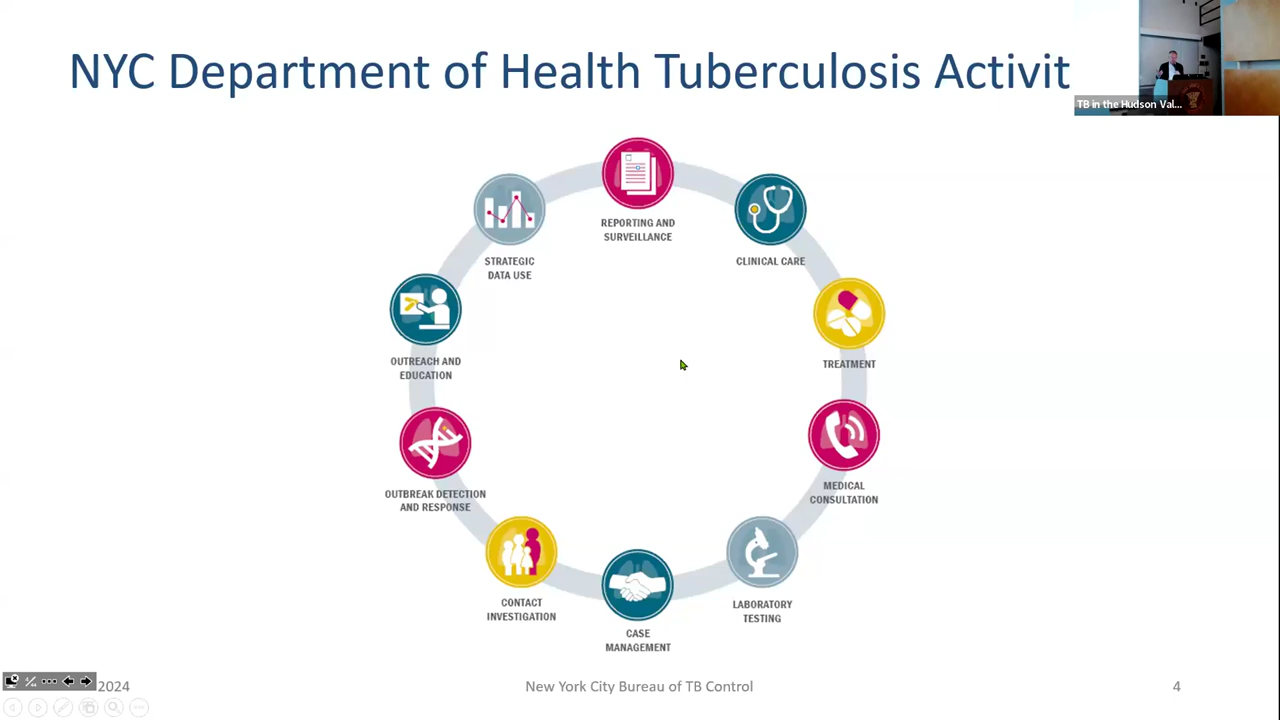 NYC Department of Health Tuberculosis Activit
TB in the Hudson Val...
REPORTING AND
SURVEILLANCE
CLINICAL CARE
TREATMENT
MEDICAL
CONSULTATION
LABORATORY
TESTING
CASE
MANAGEMENT
CONTACT
INVESTIGATION
OUTBREAK DETECTION
AND RESPONSE
OUTREACH AND
EDUCATION
STRATEGIC
DATA USE
2024
New York City Bureau of TB Control
4